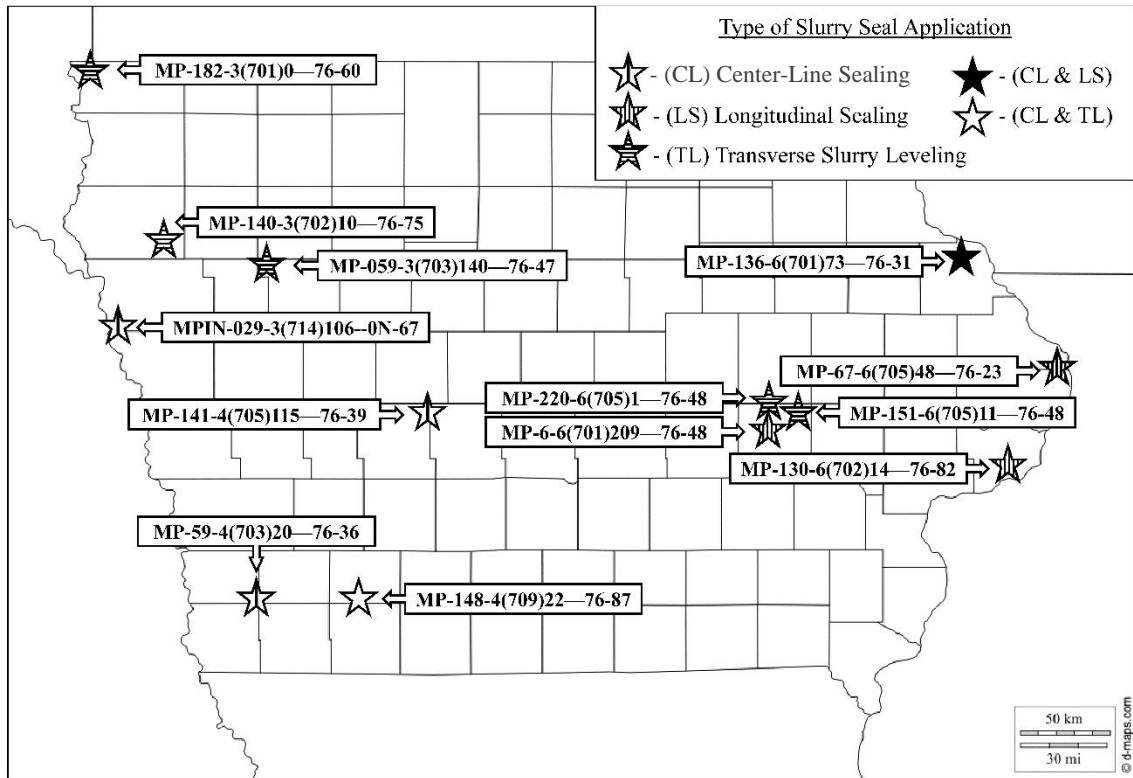 Type of Slurry Seal Application
- (CL) Center-Line Sealing
- (CL & LS)
- (LS) Longitudinal Scaling
- (CL & TL)
- (TL) Transverse Slurry Leveling
MP-182-3(701)0—76-60
MP-140-3(702)10—76-75
MP-059-3(703)140—76-47
MP-136-6(701)73—76-31
MPIN-029-3(714)106--0N-67
MP-67-6(705)48—76-23
MP-220-6(705)1—76-48
MP-141-4(705)115—76-39
MP-151-6(705)11—76-48
MP-6-6(701)209—76-48
MP-130-6(702)14—76-82
MP-59-4(703)20—76-36
MP-148-4(709)22—76-87
50 km
30 mi
© d-maps.com